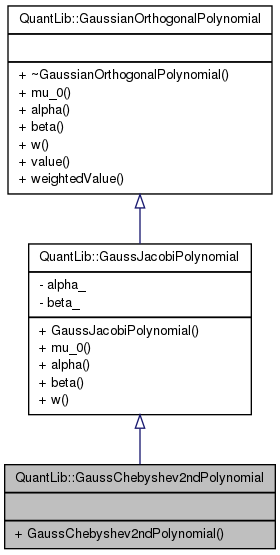 QuantLib::GaussianOrthogonalPolynomial
+ ~GaussianOrthogonalPolynomial()
+ mu_0()
+ alpha()
+ beta()
+ w()
+ value()
+ weightedValue()
QuantLib::GaussJacobiPolynomial
- alpha_
- beta_
+ GaussJacobiPolynomial()
+ mu_0()
+ alpha()
+ beta()
+ w()
QuantLib::GaussChebyshev2ndPolynomial
+ GaussChebyshev2ndPolynomial()